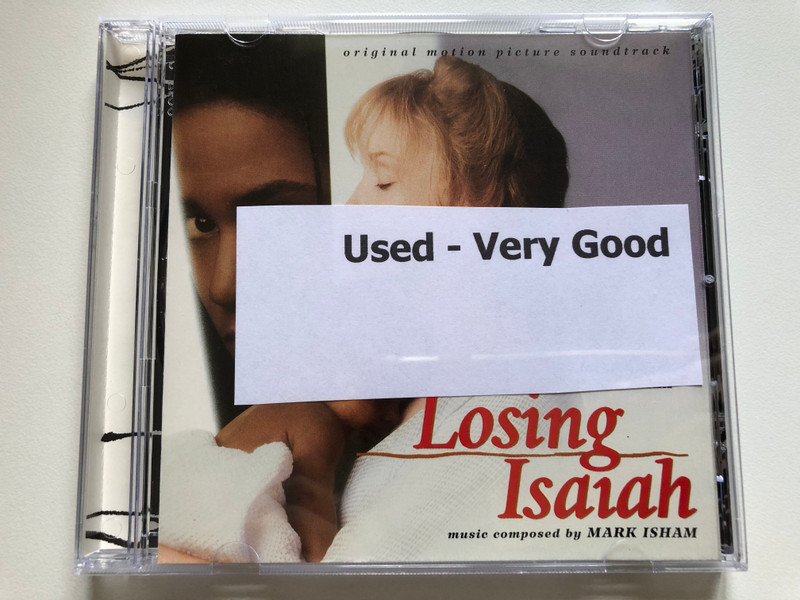 original motion picture soundtrack
Used - Very Good
Losing
Isaiah
music composed by MARK ISHAM